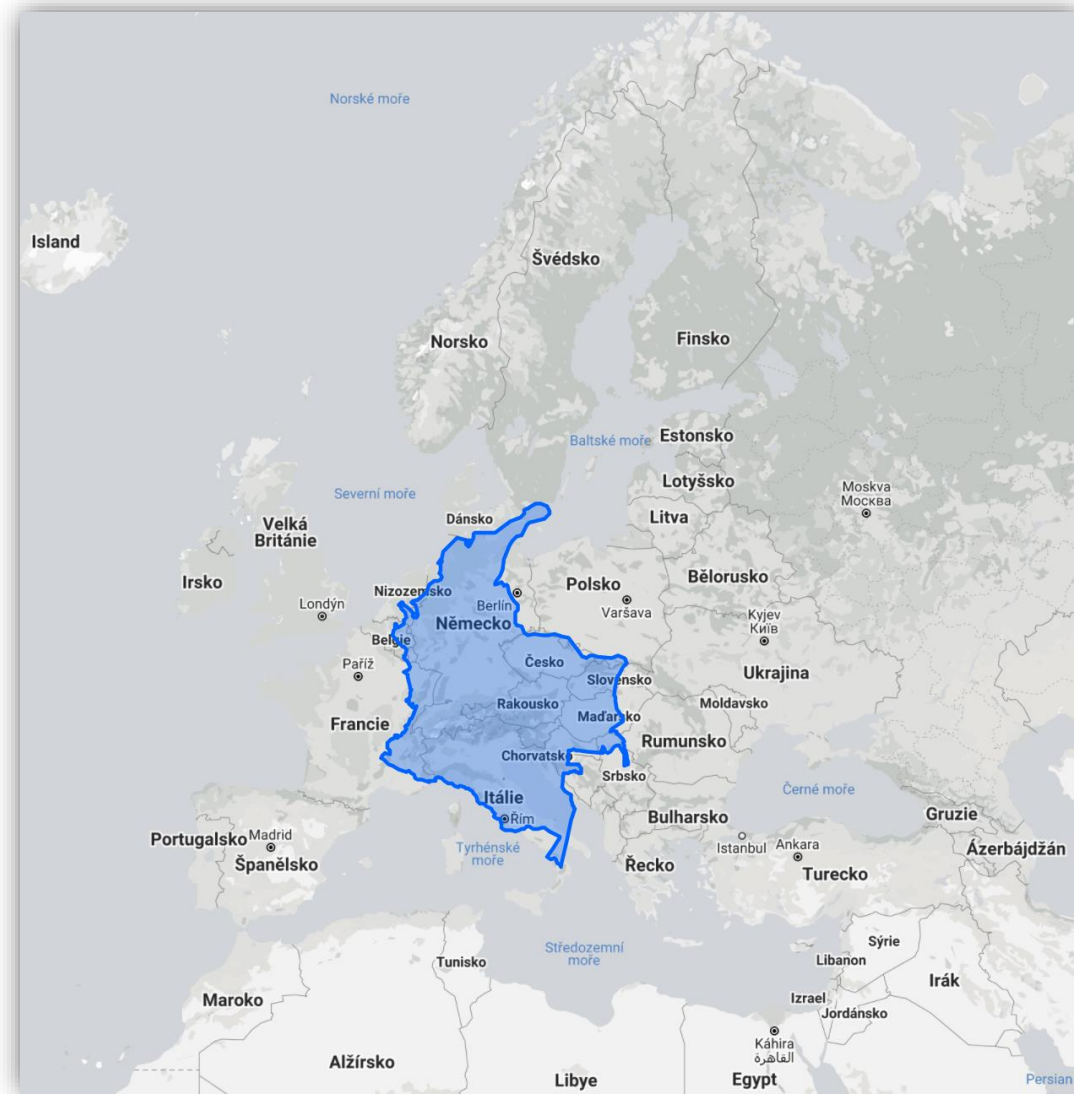 Norské moře
Island
Švédsko
Norsko
Finsko
Baltské moře
Estonsko
Lotyšsko
Severní moře
Moskva
Москва
Dánsko
Litva
Velká
Británie
Irsko
Nizozemsko
Polsko
Bělorusko
Berlín
Londýn
Varšava
Kyjev
Київ
Německo
Belgie
Paříž
Česko
Slovensko
Ukrajina
Francie
Rakousko
Maďarsko
Moldavsko
Rumunsko
Chorvatsko
Srbsko
Itálie
Černé moře
Řím
Bulharsko
Gruzie
Portugalsko
Madrid
Španělsko
Tyrhénské
moře
Istanbul
Ankara
Řecko
Turecko
Ázerbájdžán
Středozemní
moře
Tunisko
Sýrie
Libanon
Irák
Maroko
Izrael
Jordánsko
Káhira
القاهرة
Alžírsko
Libye
Egypt
Persian